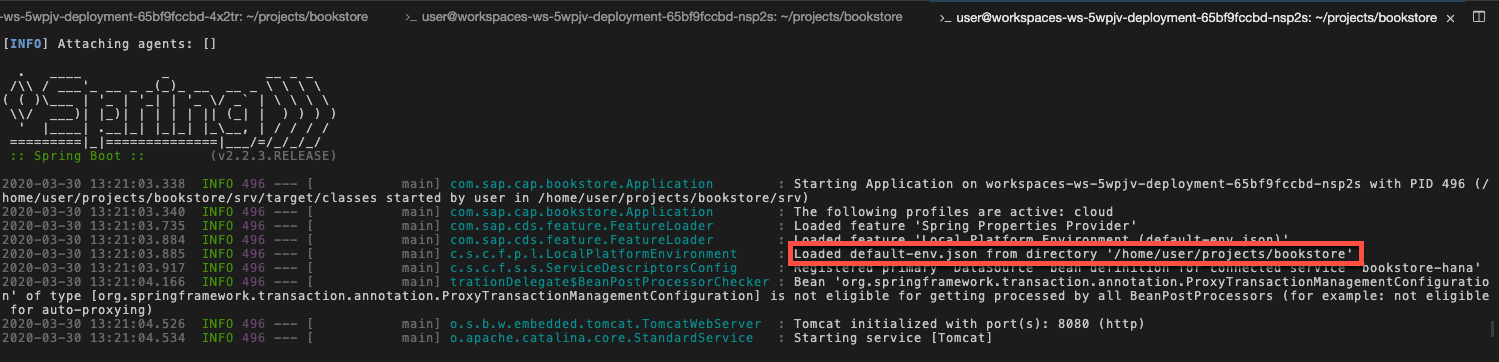 -ws-5wpjv-deployment-65bf9fccbd-4x2tr: ~/projects/bookstore
>_ user@workspaces-ws-5wpjv-deployment-65bf9fccbd-nsp2s: ~/projects/bookstore
>_ user@workspaces-ws-5wpjv-deployment-65bf9fccbd-nsp2s: ~/projects/bookstore ×
[INFO] Attaching agents: []
  .   ____          _            __ _ _
 /\\ / ___'_ __ _ _(_)_ __  __ _ \ \ \ \
( ( )\___ | '_ | '_| | '_ \/ _` | \ \ \ \
 \\/  ___)| |_)| | | | | || (_| |  ) ) ) )
  '  |____| .__|_| |_|_| |_\__, | / / / /
 =========|_|==============|___/=/_/_/_/
 :: Spring Boot ::        (v2.2.3.RELEASE)
2020-03-30 13:21:03.338  INFO 496 --- [           main] com.sap.cap.bookstore.Application        : Starting Application on workspaces-ws-5wpjv-deployment-65bf9fccbd-nsp2s with PID 496 (/
home/user/projects/bookstore/srv/target/classes started by user in /home/user/projects/bookstore/srv)
2020-03-30 13:21:03.340  INFO 496 --- [           main] com.sap.cap.bookstore.Application        : The following profiles are active: cloud
2020-03-30 13:21:03.735  INFO 496 --- [           main] com.sap.cds.feature.FeatureLoader        : Loaded feature 'Spring Properties Provider'
2020-03-30 13:21:03.884  INFO 496 --- [           main] com.sap.cds.feature.FeatureLoader        : Loaded feature 'Local Platform Environment (default-env.json)'
2020-03-30 13:21:03.885  INFO 496 --- [           main] c.s.c.f.p.l.LocalPlatformEnvironment     : Loaded default-env.json from directory '/home/user/projects/bookstore'
2020-03-30 13:21:03.917  INFO 496 --- [           main] c.s.c.f.s.s.ServiceDescriptorsConfig     : Registered primary 'DataSource' bean definition for connected service 'bookstore-hana'
2020-03-30 13:21:04.166  INFO 496 --- [           main] trationDelegate$BeanPostProcessorChecker : Bean 'org.springframework.transaction.annotation.ProxyTransactionManagementConfiguratio
n' of type [org.springframework.transaction.annotation.ProxyTransactionManagementConfiguration] is not eligible for getting processed by all BeanPostProcessors (for example: not eligible
 for auto-proxying)
2020-03-30 13:21:04.526  INFO 496 --- [           main] o.s.b.w.embedded.tomcat.TomcatWebServer  : Tomcat initialized with port(s): 8080 (http)
2020-03-30 13:21:04.534  INFO 496 --- [           main] o.apache.catalina.core.StandardService   : Starting service [Tomcat]